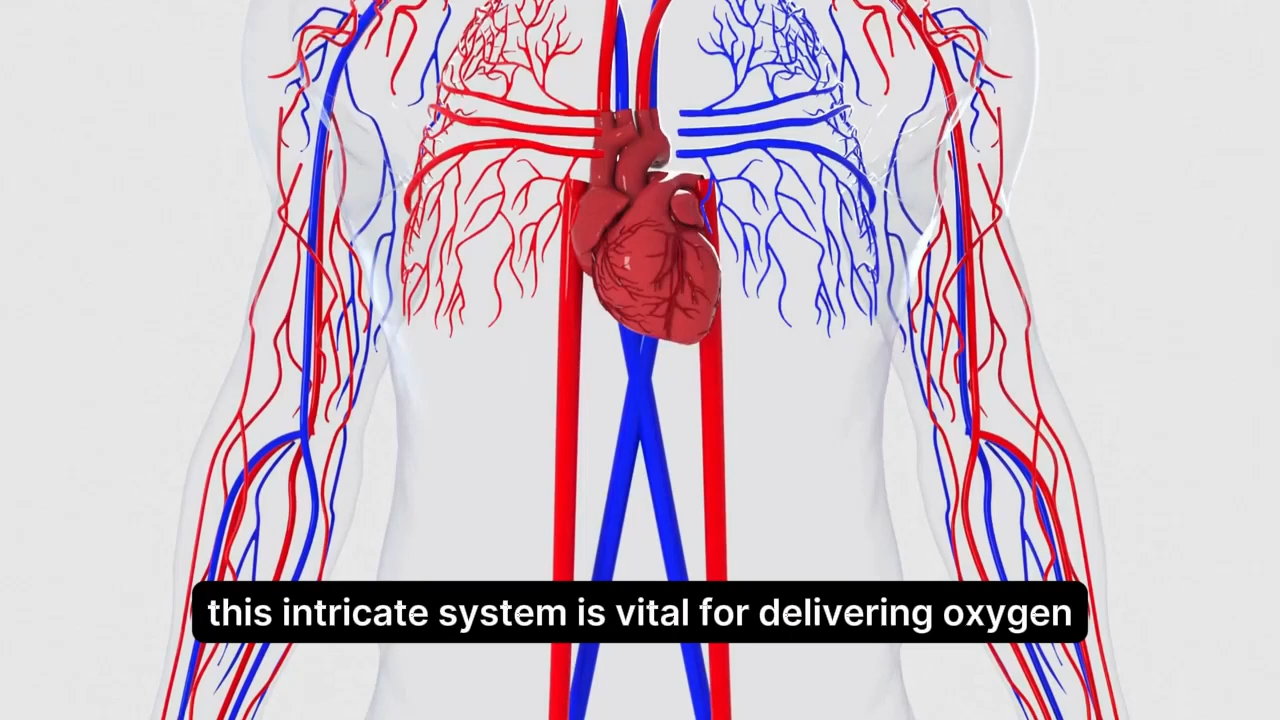 this intricate system is vital for delivering oxygen